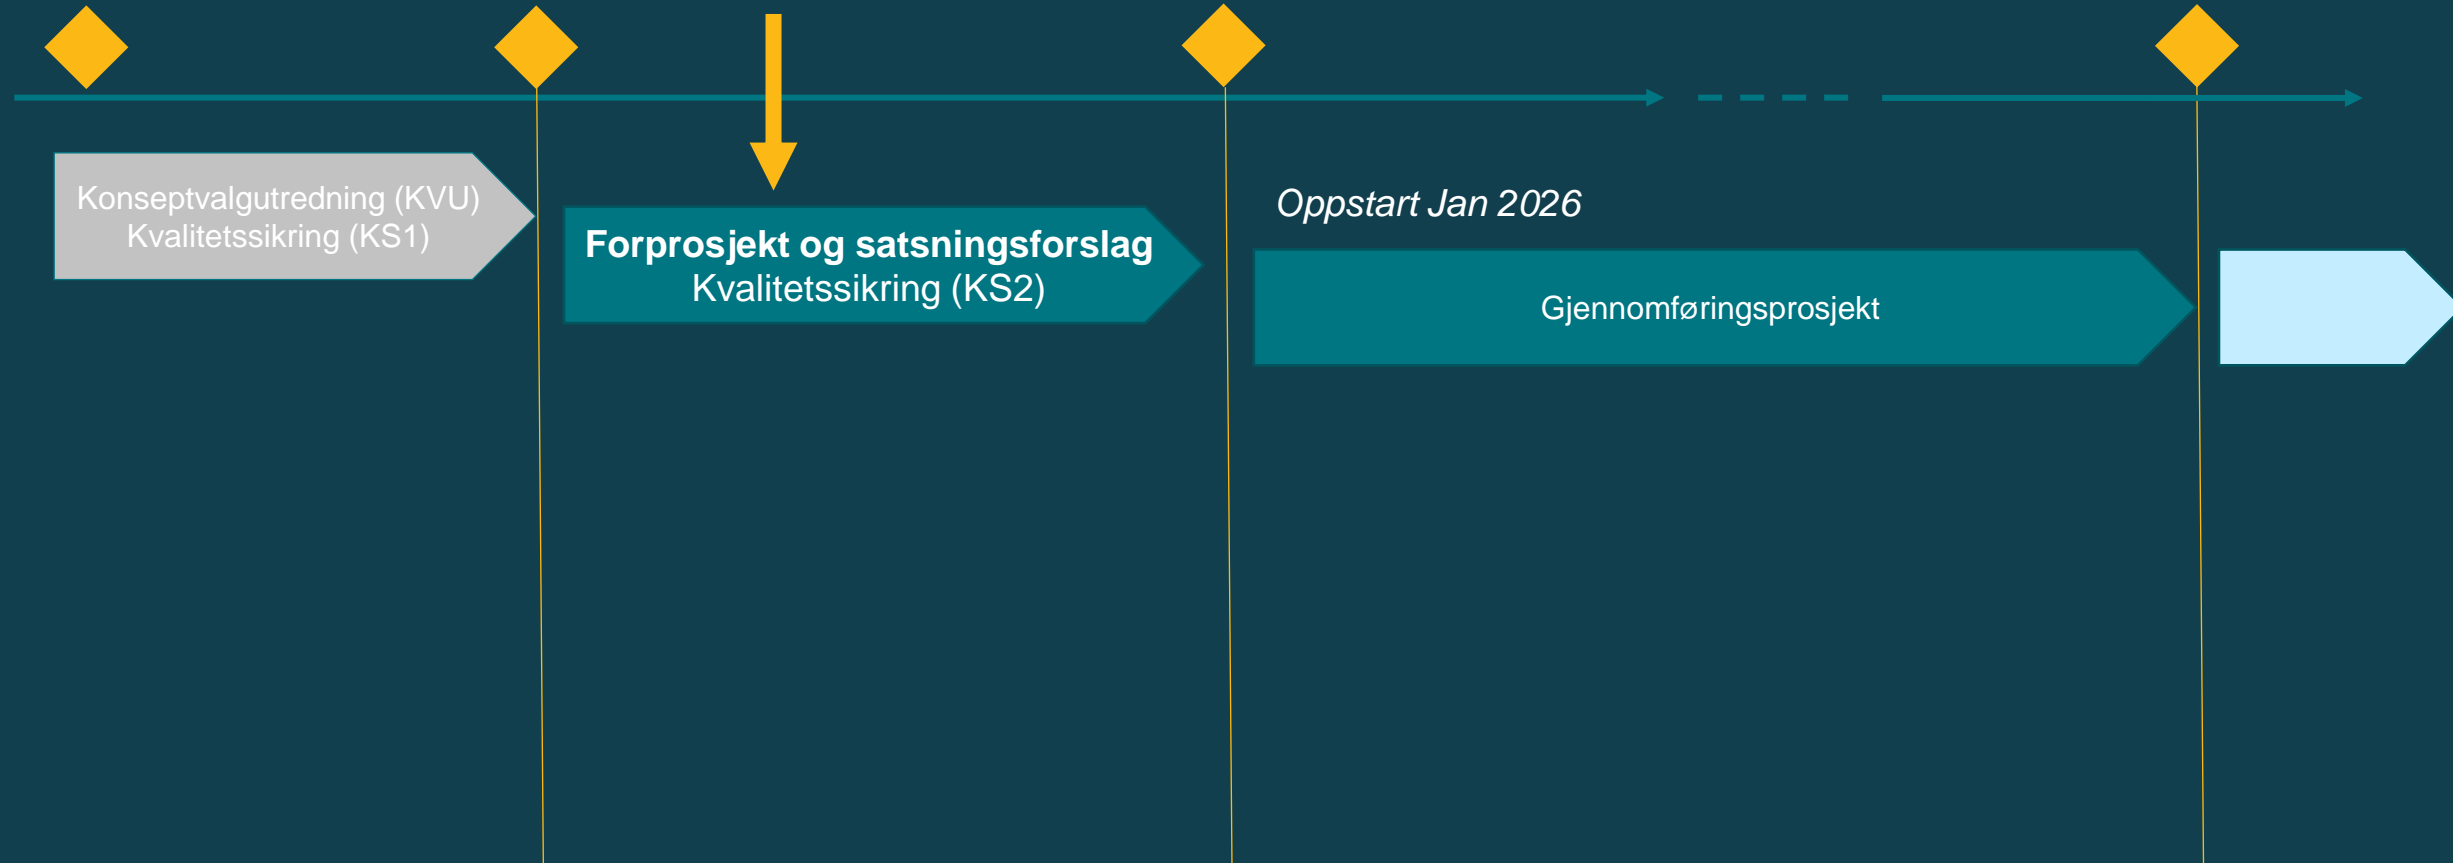 Konseptvalgutredning (KVU)
Kvalitetssikring (KS1)
Forprosjekt og satsningsforslag
Kvalitetssikring (KS2)
Oppstart Jan 2026
Gjennomføringsprosjekt